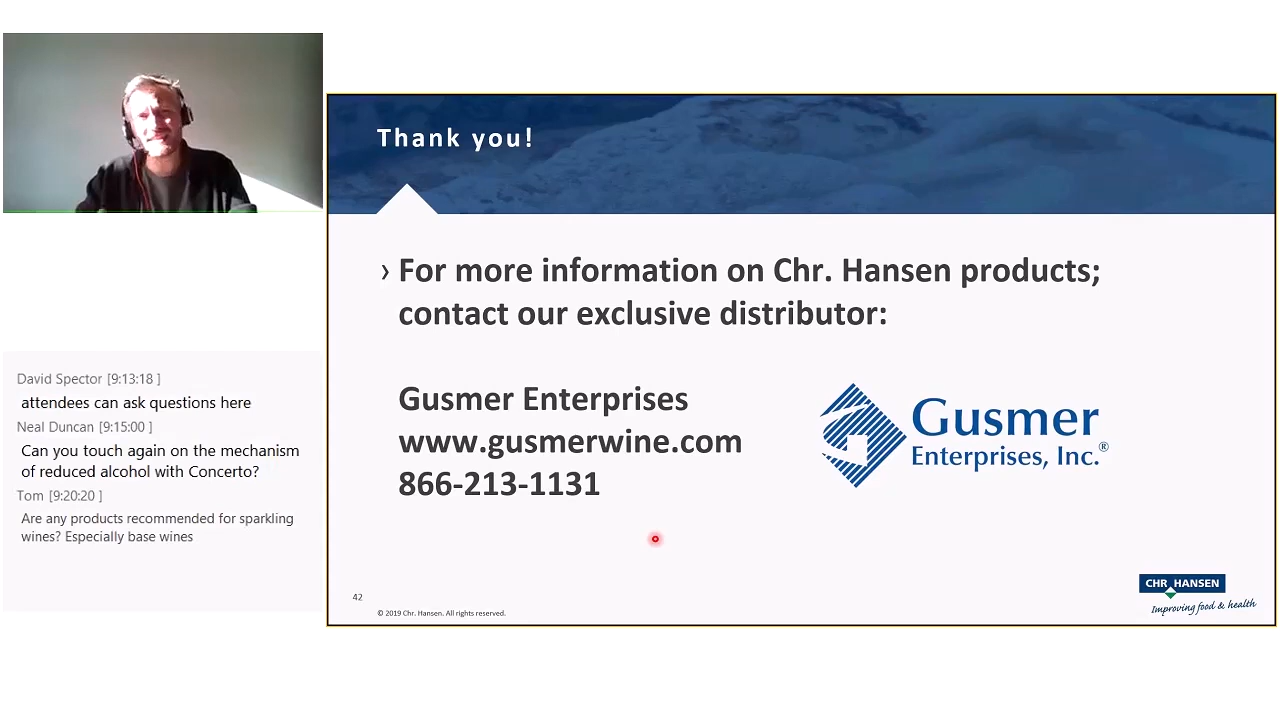 Thank you!
› For more information on Chr. Hansen products;
contact our exclusive distributor:
Gusmer Enterprises
www.gusmerwine.com
866-213-1131
Gusmer
Enterprises, Inc.®
42
© 2019 Chr. Hansen. All rights reserved.
CHR HANSEN
Improving food & health
David Spector [9:13:18 ]
attendees can ask questions here
Neal Duncan [9:15:00 ]
Can you touch again on the mechanism
of reduced alcohol with Concerto?
Tom [9:20:20 ]
Are any products recommended for sparkling
wines? Especially base wines